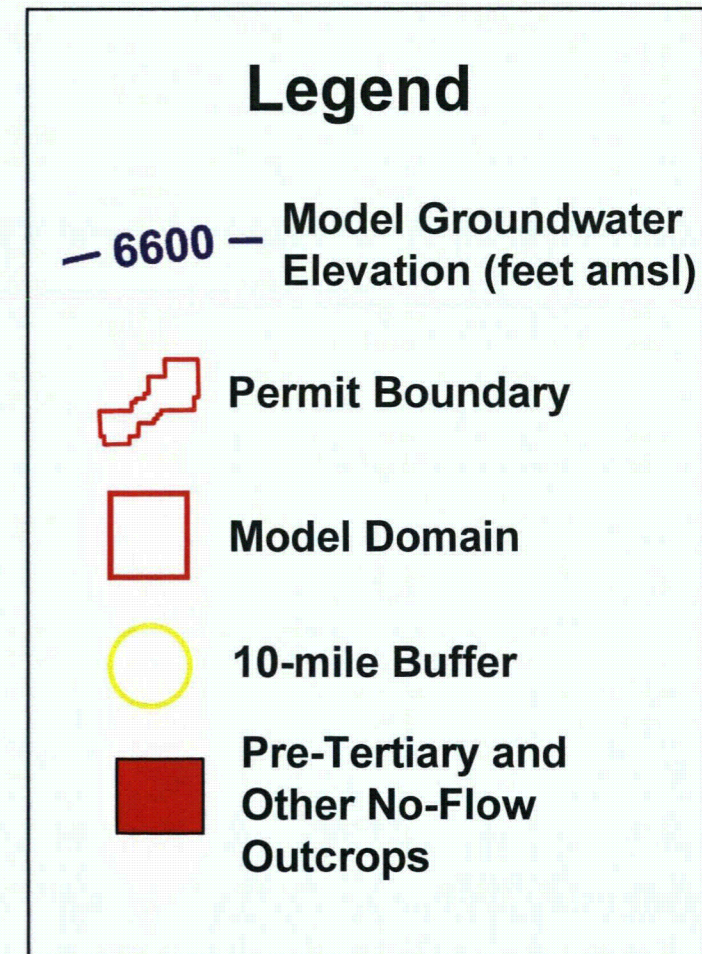 Legend
— 6600 — Model Groundwater
Elevation (feet amsl)
Permit Boundary
Model Domain
10-mile Buffer
Pre-Tertiary and
Other No-Flow
Outcrops